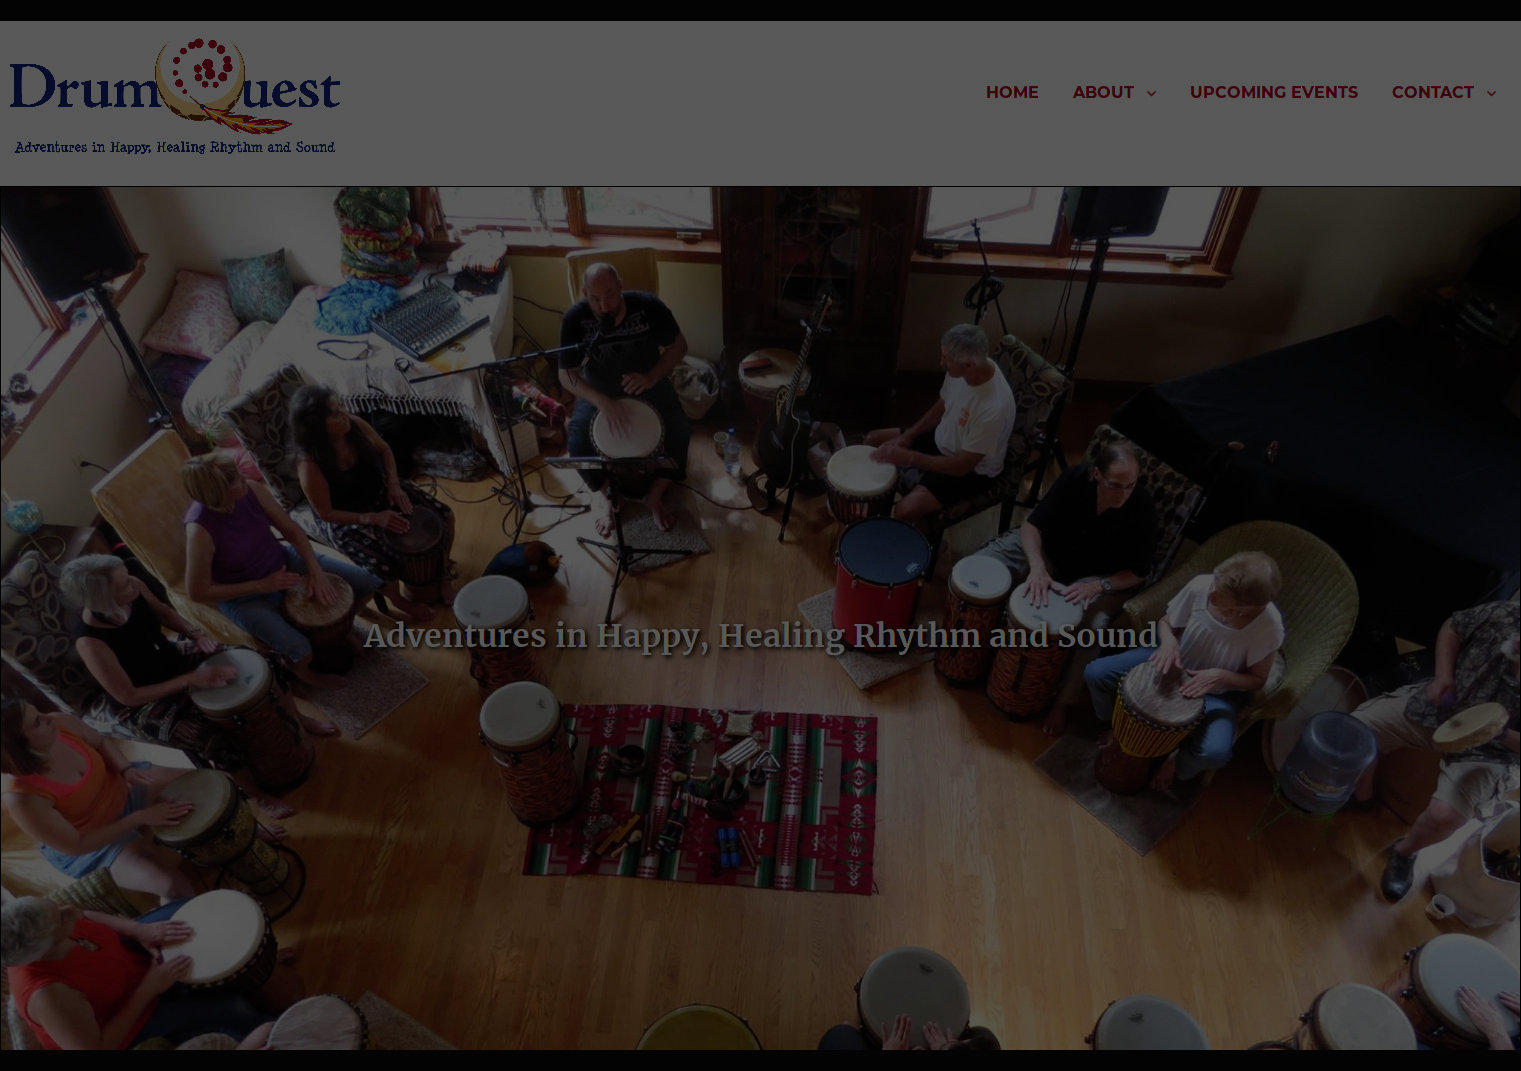 DrumQuest
Adventures in Happy, Healing Rhythm and Sound
HOME
ABOUT
UPCOMING EVENTS
CONTACT
Adventures in Happy, Healing Rhythm and Sound